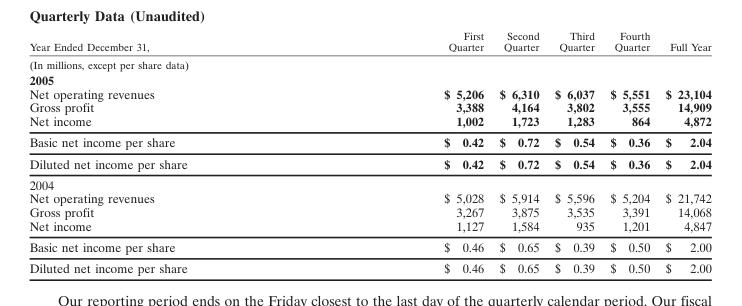 Quarterly Data (Unaudited)
First Second Third Fourth
Year Ended December 31, Quarter Quarter Quarter Quarter Full Year
(In millions, except per share data)
2005
Net operating revenues $ 5,206 $ 6,310 $ 6,037 $ 5,551 $ 23,104
Gross profit 3,388 4,164 3,802 3,555 14,909
Net income 1,002 1,723 1,283 864 4,872
Basic net income per share $ 0.42 $ 0.72 $ 0.54 $ 0.36 $ 2.04
Diluted net income per share $ 0.42 $ 0.72 $ 0.54 $ 0.36 $ 2.04
2004
Net operating revenues $ 5,028 $ 5,914 $ 5,596 $ 5,204 $ 21,742
Gross profit 3,267 3,875 3,535 3,391 14,068
Net income 1,127 1,584 935 1,201 4,847
Basic net income per share $ 0.46 $ 0.65 $ 0.39 $ 0.50 $ 2.00
Diluted net income per share $ 0.46 $ 0.65 $ 0.39 $ 0.50 $ 2.00
Our reporting period ends on the Friday closest to the last day of the quarterly calendar period. Our fiscal